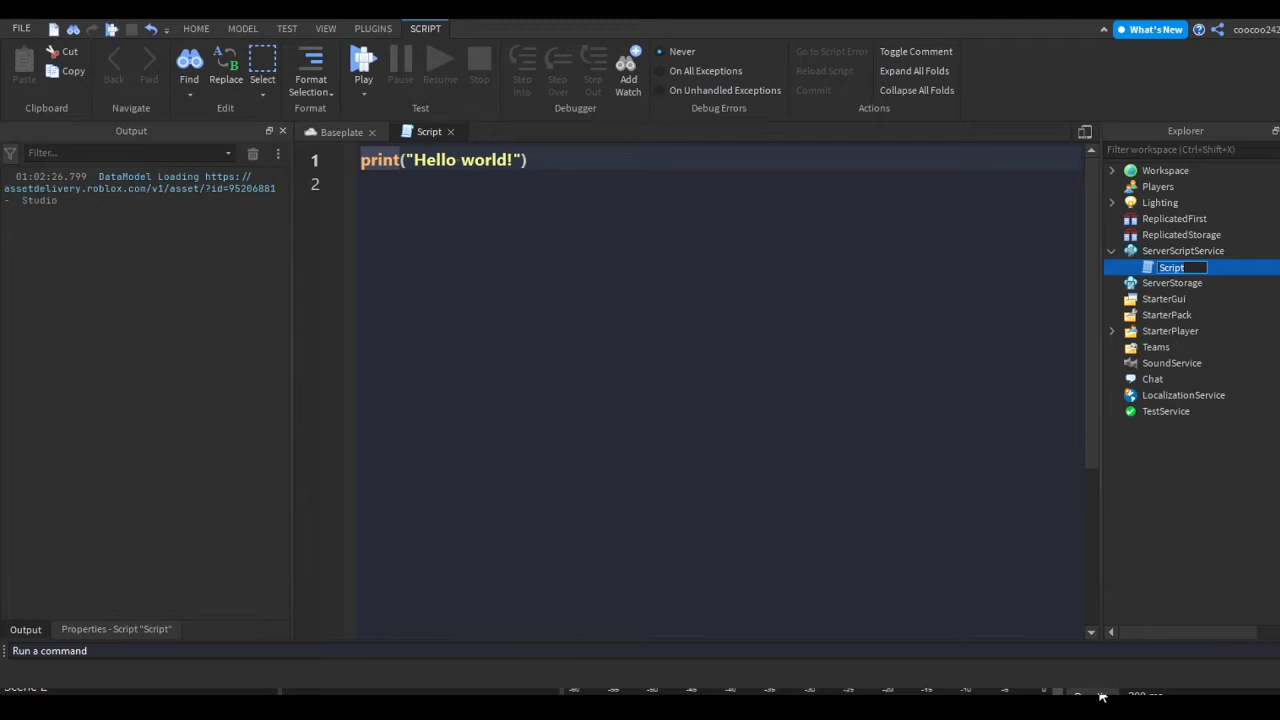 FILE HOME MODEL TEST VIEW PLUGINS SCRIPT What's New coocoo242
Paste Cut Copy Back Fwd Find Replace Select Format Selection Play Pause Resume Stop Step Into Step Over Step Out Add Watch
Never
On All Exceptions
On Unhandled Exceptions
Go to Script Error
Reload Script
Commit
Toggle Comment
Expand All Folds
Collapse All Folds
Clipboard Navigate Edit Format Test Debugger Debug Errors Actions
Output
Filter...
01:02:26.799 DataModel Loading https://
assetdelivery.roblox.com/v1/asset/?id=95206881
- Studio
Baseplate Script
1 print("Hello world!")
2
Explorer
Filter workspace (Ctrl+Shift+X)
Workspace
Players
Lighting
ReplicatedFirst
ReplicatedStorage
ServerScriptService
Script
ServerStorage
StarterGui
StarterPack
StarterPlayer
Teams
SoundService
Chat
LocalizationService
TestService
Output Properties - Script "Script"
Run a command